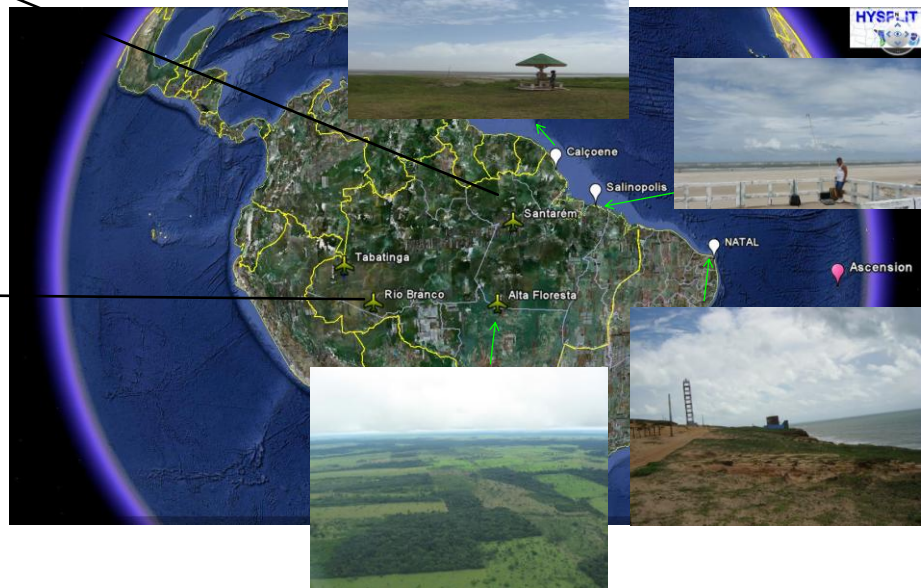 HYSPLIT
Calçoene
Salinopolis
Santarém
NATAL
Tabatinga
Ascension
Rio Branco
Alta Floresta